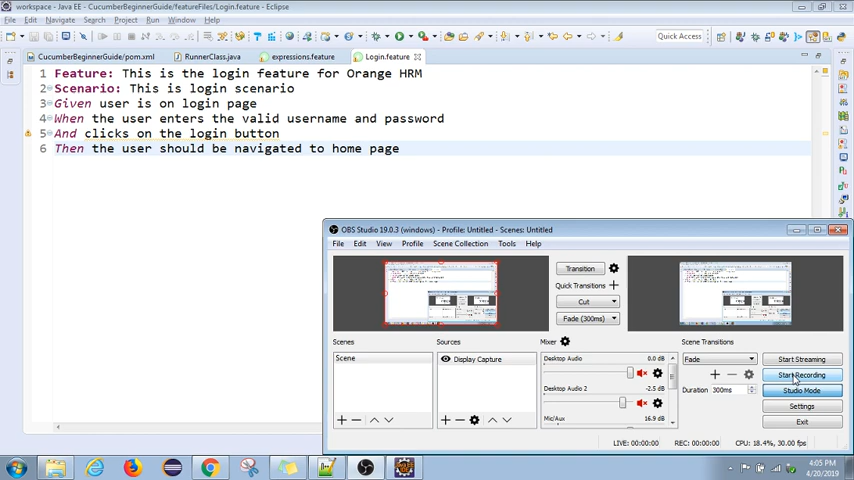 workspace - Java EE - CucumberBeginnerGuide/featureFiles/Login.feature - Eclipse
File Edit Navigate Search Project Run Window Help
Quick Access
CucumberBeginnerGuide/pom.xml RunnerClass.java expressions.feature Login.feature
1 Feature: This is the login feature for Orange HRM
2 Scenario: This is login scenario
3 Given user is on login page
4 When the user enters the valid username and password
5 And clicks on the login button
6 Then the user should be navigated to home page
OBS Studio 19.0.3 (windows) - Profile: Untitled - Scenes: Untitled
File Edit View Profile Scene Collection Tools Help
Transition
Quick Transitions
Cut
Fade (300ms)
Scenes Sources Mixer Scene Transitions
Scene
Display Capture
Desktop Audio 0.0 dB
Desktop Audio 2 -2.5 dB
Mic/Aux 16.9 dB
Fade
Duration 300ms
Start Streaming
Start Recording
Studio Mode
Settings
Exit
LIVE: 00:00:00 REC: 00:00:00 CPU: 18.4%, 30.00 fps
4:05 PM
4/20/2019